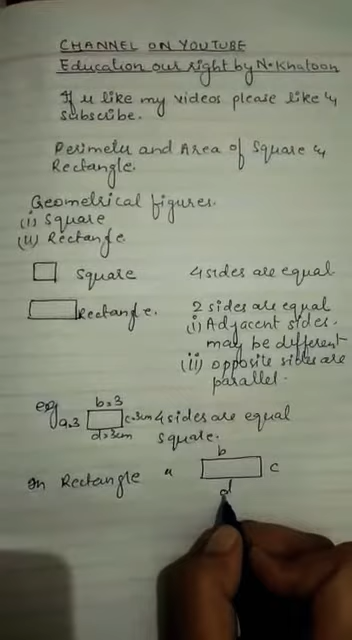 CHANNEL ON YOUTUBE
Education our right by N. Khatoon
If u like my videos please like &
subscribe.
Perimeter and Area of Square &
Rectangle.
Geometrical figures.
(i) Square
(ii) Rectangle.
Square 4 sides are equal
Rectangle. 2 sides are equal
(i) Adjacent sides.
may be different
(ii) opposite sides are
parallel.
b=3
eg a=3 c=3cm 4 sides are equal
d=3cm square.
b
In Rectangle a c
d